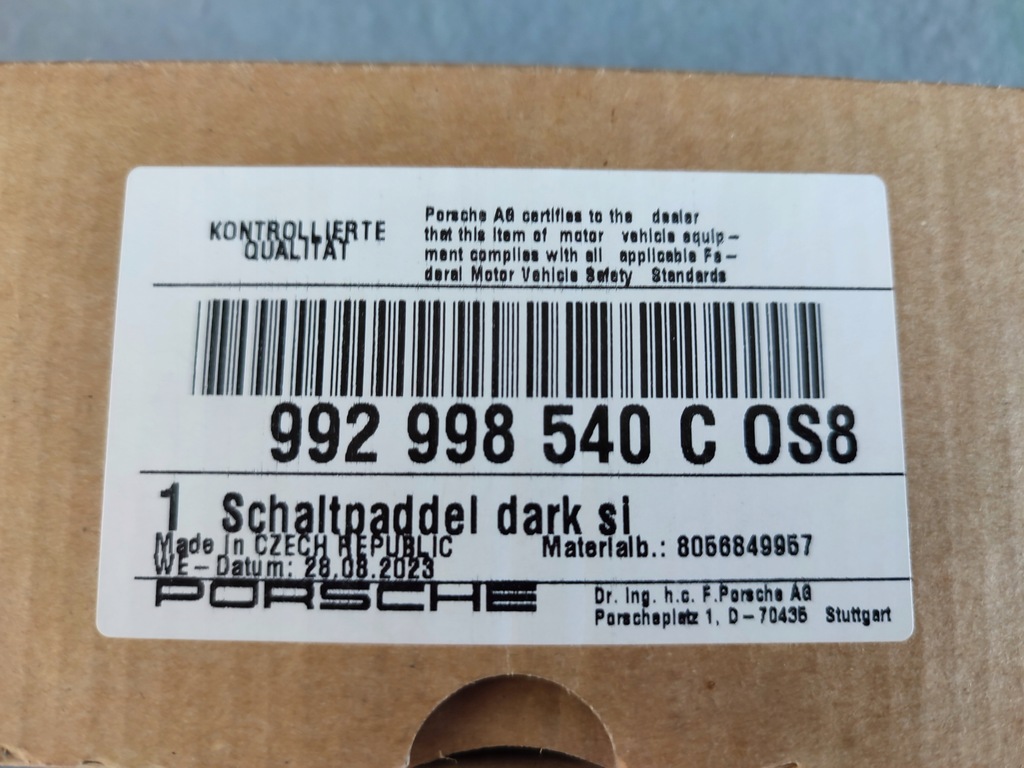 KONTROLLIERTE
QUALITÄT
Porsche AG certifies to the dealer
that this item of motor vehicle equip-
ment complies with all applicable Fe-
deral Motor Vehicle Safety Standards
992 998 540 C 0S8
1 Schaltpaddel dark si
Made in CZECH REPUBLIC
Materialb.: 8056849957
WE-Datum: 28.08.2023
PORSCHE
Dr. Ing. h.c. F.Porsche AG
Porscheplatz 1, D-70435 Stuttgart